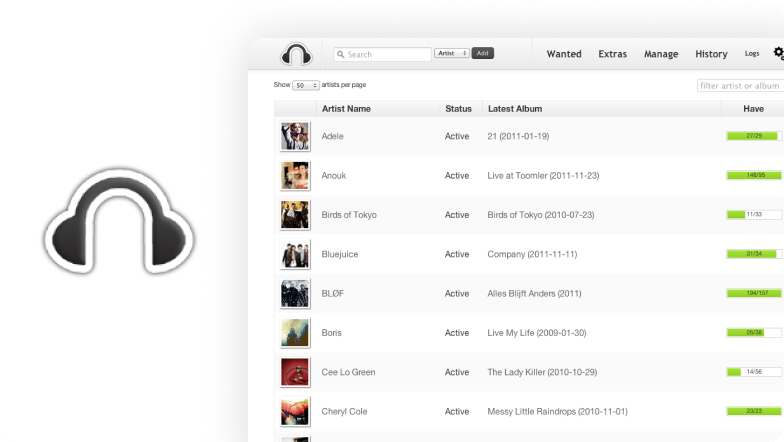 Search Artist Add Wanted Extras Manage History Logs
Show 50 artists per page filter artist or album
Artist Name Status Latest Album Have
Adele Active 21 (2011-01-19) 27/29
Anouk Active Live at Toomler (2011-11-23) 148/95
Birds of Tokyo Active Birds of Tokyo (2010-07-23) 11/33
Bluejuice Active Company (2011-11-11) 31/34
BLØF Active Alles Blijft Anders (2011) 194/157
Boris Active Live My Life (2009-01-30) 26/38
Cee Lo Green Active The Lady Killer (2010-10-29) 14/56
Cheryl Cole Active Messy Little Raindrops (2010-11-01) 23/23